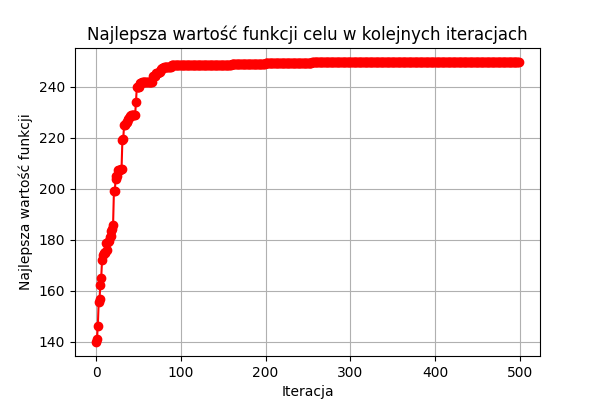 Najlepsza wartość funkcji celu w kolejnych iteracjach
Najlepsza wartość funkcji
240
220
200
180
160
140
0 100 200 300 400 500
Iteracja